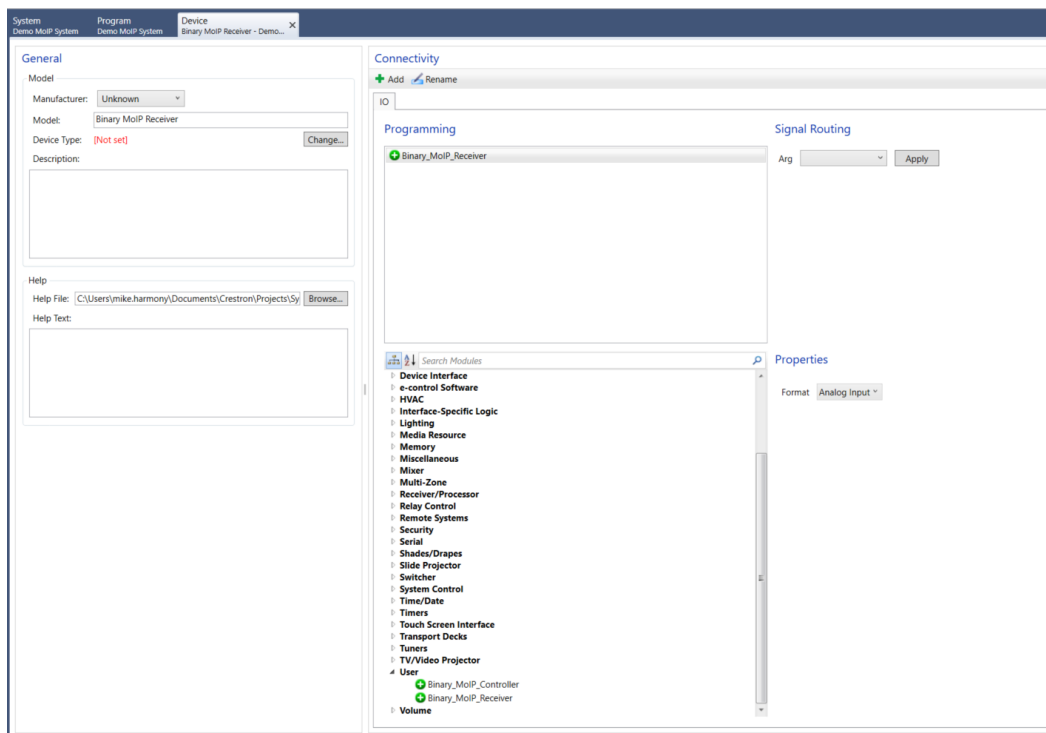 System
Demo MoIP System
Program
Demo MoIP System
Device
Binary MoIP Receiver - Demo...
General
Model
Manufacturer: Unknown
Model: Binary MoIP Receiver
Device Type: [Not set] Change...
Description:
Help
Help File: C:\Users\mike.harmony\Documents\Crestron\Projects\Sy Browse...
Help Text:
Connectivity
Add Rename
IO
Programming
Binary_MoIP_Receiver
Signal Routing
Arg Apply
Search Modules
Device Interface
e-control Software
HVAC
Interface-Specific Logic
Lighting
Media Resource
Memory
Miscellaneous
Mixer
Multi-Zone
Receiver/Processor
Relay Control
Remote Systems
Security
Serial
Shades/Drapes
Slide Projector
Switcher
System Control
Time/Date
Timers
Touch Screen Interface
Transport Decks
Tuners
TV/Video Projector
User
Binary_MoIP_Controller
Binary_MoIP_Receiver
Volume
Properties
Format Analog Input